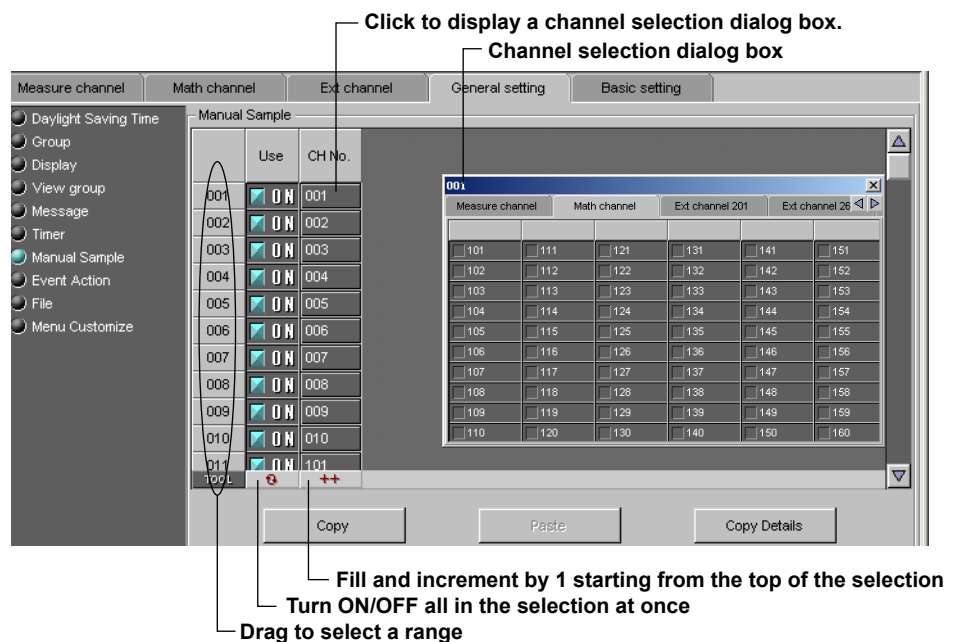 Click to display a channel selection dialog box.
Channel selection dialog box
Measure channel Math channel Ext channel General setting Basic setting
Daylight Saving Time
Group
Display
View group
Message
Timer
Manual Sample
Event Action
File
Menu Customize
Manual Sample
Use CH No.
001 ON 001
002 ON 002
003 ON 003
004 ON 004
005 ON 005
006 ON 006
007 ON 007
008 ON 008
009 ON 009
010 ON 010
011 ON 101
TOOL ++
001
Measure channel Math channel Ext channel 201 Ext channel 26
101 111 121 131 141 151
102 112 122 132 142 152
103 113 123 133 143 153
104 114 124 134 144 154
105 115 125 135 145 155
106 116 126 136 146 156
107 117 127 137 147 157
108 118 128 138 148 158
109 119 129 139 149 159
110 120 130 140 150 160
Copy Paste Copy Details
Fill and increment by 1 starting from the top of the selection
Turn ON/OFF all in the selection at once
Drag to select a range